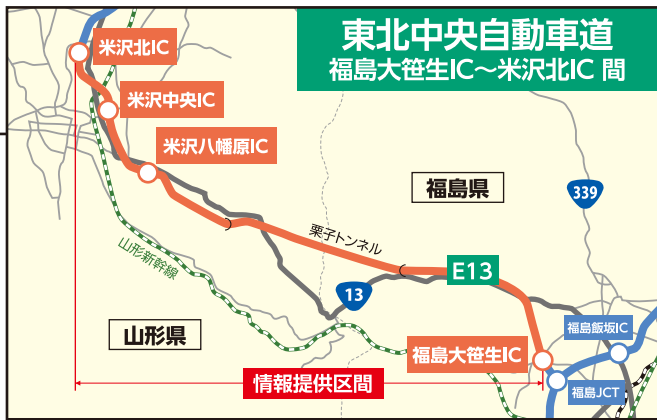 東北中央自動車道
福島大笹生IC～米沢北IC 間
米沢北IC
米沢中央IC
米沢八幡原IC
福島県
339
栗子トンネル
山形新幹線
E13
13
山形県
福島飯坂IC
福島大笹生IC
情報提供区間
福島JCT